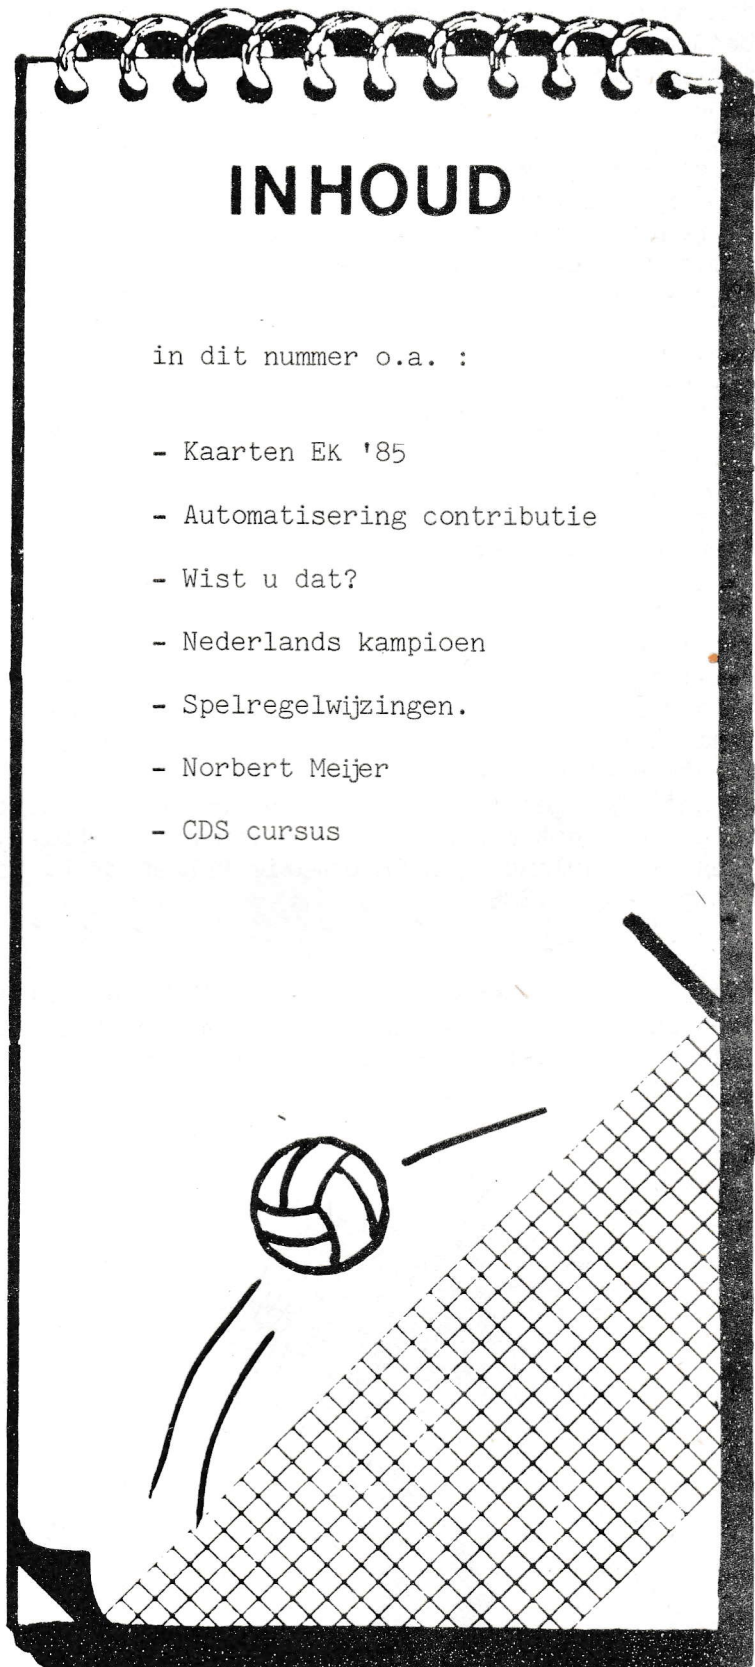 INHOUD
in dit nummer o.a. :
- Kaarten EK '85
- Automatisering contributie
- Wist u dat?
- Nederlands kampioen
- Spelregelwijzingen.
- Norbert Meijer
- CDS cursus